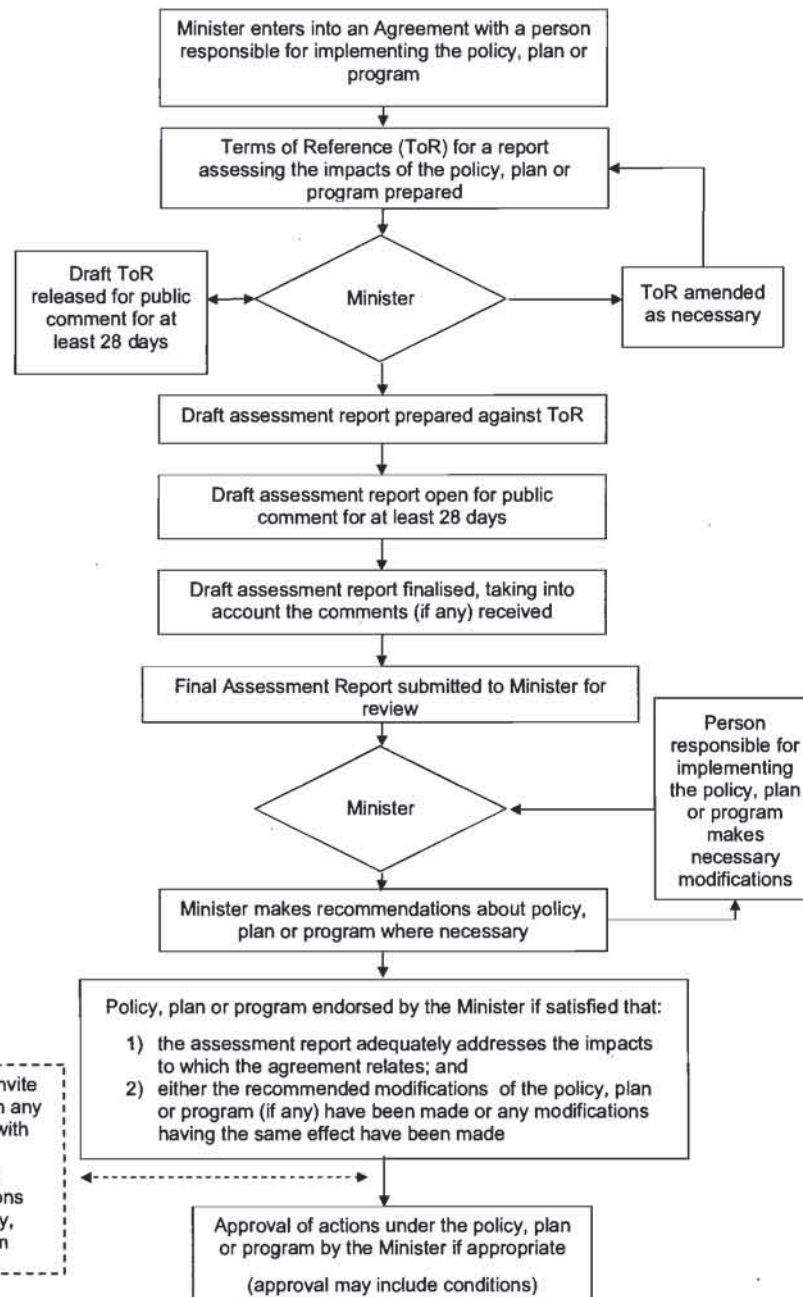 Minister enters into an Agreement with a person
responsible for implementing the policy, plan or
program
Terms of Reference (ToR) for a report
assessing the impacts of the policy, plan or
program prepared
Draft ToR
released for public
comment for at
least 28 days
Minister
ToR amended
as necessary
Draft assessment report prepared against ToR
Draft assessment report open for public
comment for at least 28 days
Draft assessment report finalised, taking into
account the comments (if any) received
Final Assessment Report submitted to Minister for
review
Person
responsible for
implementing
the policy, plan
or program
makes
necessary
modifications
Minister
Minister makes recommendations about policy,
plan or program where necessary
Policy, plan or program endorsed by the Minister if satisfied that:
1) the assessment report adequately addresses the impacts
to which the agreement relates; and
2) either the recommended modifications of the policy, plan
or program (if any) have been made or any modifications
having the same effect have been made
any
with
Approval of actions under the policy, plan
or program by the Minister if appropriate
(approval may include conditions)